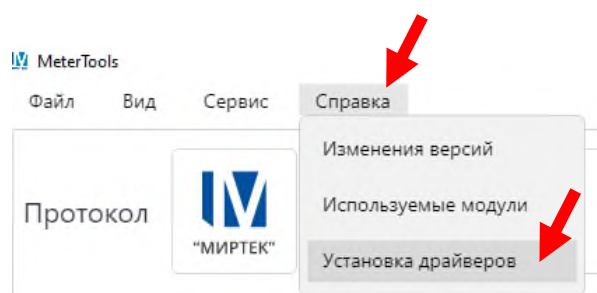 MeterTools
Файл Вид Сервис Справка
Изменения версий
Протокол
Используемые модули
"МИРТЕК"
Установка драйверов